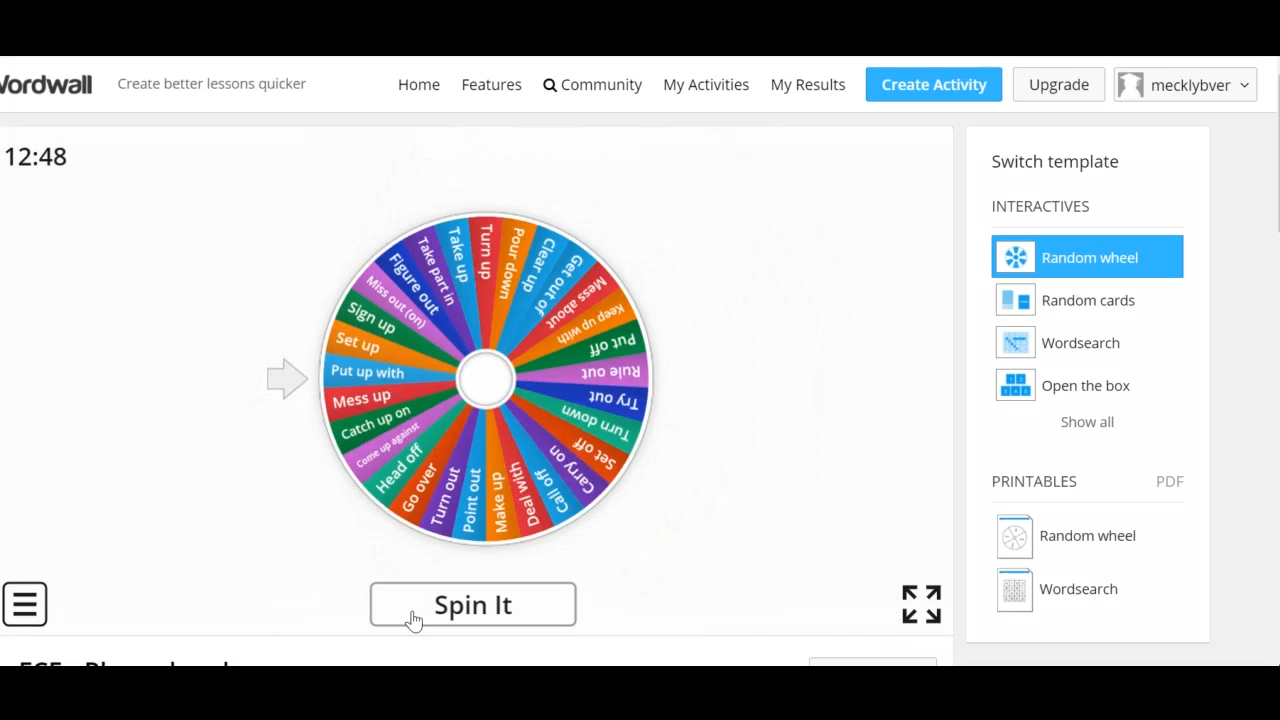 Wordwall
Create better lessons quicker
Home
Features
Community
My Activities
My Results
Create Activity
Upgrade
mecklybver
12:48
Turn up
Pour down
Clear up
Get out of
Mess about
Keep up with
Put off
Rule out
Try out
Turn down
Set off
Carry on
Call off
Deal with
Make up
Point out
Turn out
Go over
Head off
Come up against
Catch up on
Mess up
Put up with
Set up
Sign up
Miss out (on)
Figure out
Take part in
Take up
Spin It
Switch template
INTERACTIVES
Random wheel
Random cards
Wordsearch
Open the box
Show all
PRINTABLES
PDF
Random wheel
Wordsearch